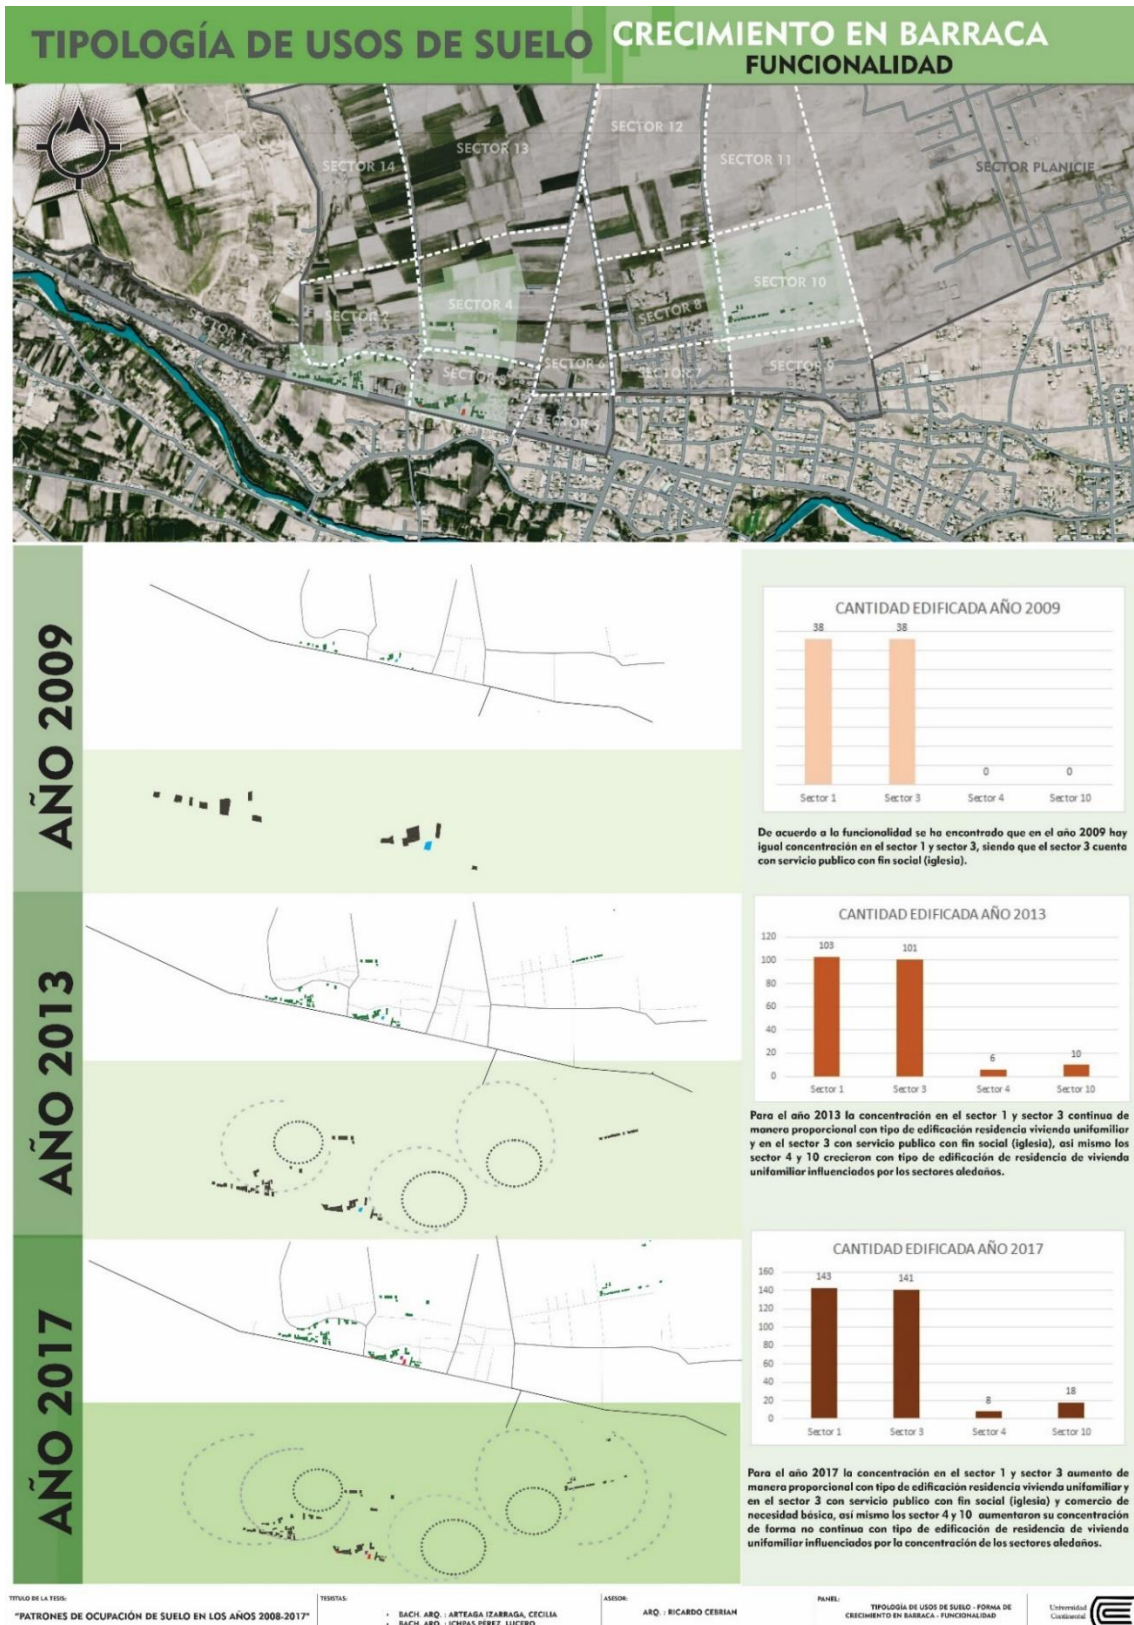 TIPOLOGÍA DE USOS DE SUELO
CRECIMIENTO EN BARRACA
FUNCIONALIDAD
SECTOR 12
SECTOR 13
SECTOR 11
SECTOR 14
SECTOR PLANICIE
SECTOR 10
SECTOR 4
SECTOR 8
SECTOR 2
SECTOR 6
SECTOR 7
SECTOR 9
AÑO 2009
CANTIDAD EDIFICADA AÑO 2009
38
38
0
0
Sector 1
Sector 3
Sector 4
Sector 10
De acuerdo a la funcionalidad se ha encontrado que en el año 2009 hay
igual concentración en el sector 1 y sector 3, siendo que el sector 3 cuenta
con servicio publico con fin social (iglesia).
AÑO 2013
CANTIDAD EDIFICADA AÑO 2013
120
100
80
60
40
20
0
103
101
6
10
Sector 1
Sector 3
Sector 4
Sector 10
Para el año 2013 la concentración en el sector 1 y sector 3 continua de
manera proporcional con tipo de edificación residencia vivienda unifamiliar
y en el sector 3 con servicio publico con fin social (iglesia), asi mismo los
sector 4 y 10 crecieron con tipo de edificación de residencia de vivienda
unifamiliar influenciados por los sectores aledaños.
AÑO 2017
CANTIDAD EDIFICADA AÑO 2017
160
140
120
100
80
60
40
20
0
143
141
8
18
Sector 1
Sector 3
Sector 4
Sector 10
Para el año 2017 la concentración en el sector 1 y sector 3 aumento de
manera proporcional con tipo de edificación residencia vivienda unifamiliar y
en el sector 3 con servicio publico con fin social (iglesia) y comercio de
necesidad básica, así mismo los sector 4 y 10 aumentaron su concentración
de forma no continua con tipo de edificación de residencia de vivienda
unifamiliar influenciados por la concentración de los sectores aledaños.
TITULO DE LA TESIS:
"PATRONES DE OCUPACIÓN DE SUELO EN LOS AÑOS 2008-2017"
TESISTAS:
• BACH. ARQ. : ARTEAGA IZARRAGA, CECILIA
• BACH. ARQ. : ICHPAS PÉREZ, LUCERO
ASESOR:
ARQ. : RICARDO CEBRIAN
PANEL:
TIPOLOGÍA DE USOS DE SUELO - FORMA DE
CRECIMIENTO EN BARRACA - FUNCIONALIDAD
Universidad
Continental